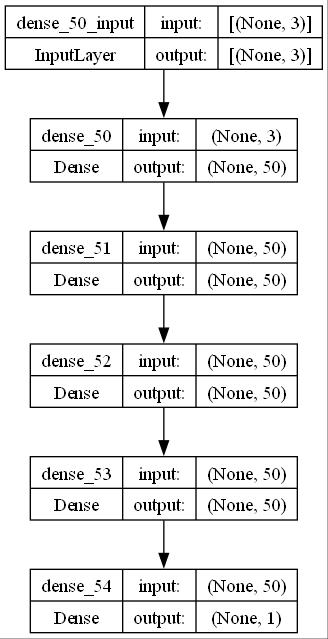 dense_50_input input: [(None, 3)]
InputLayer output: [(None, 3)]
dense_50 input: (None, 3)
Dense output: (None, 50)
dense_51 input: (None, 50)
Dense output: (None, 50)
dense_52 input: (None, 50)
Dense output: (None, 50)
dense_53 input: (None, 50)
Dense output: (None, 50)
dense_54 input: (None, 50)
Dense output: (None, 1)